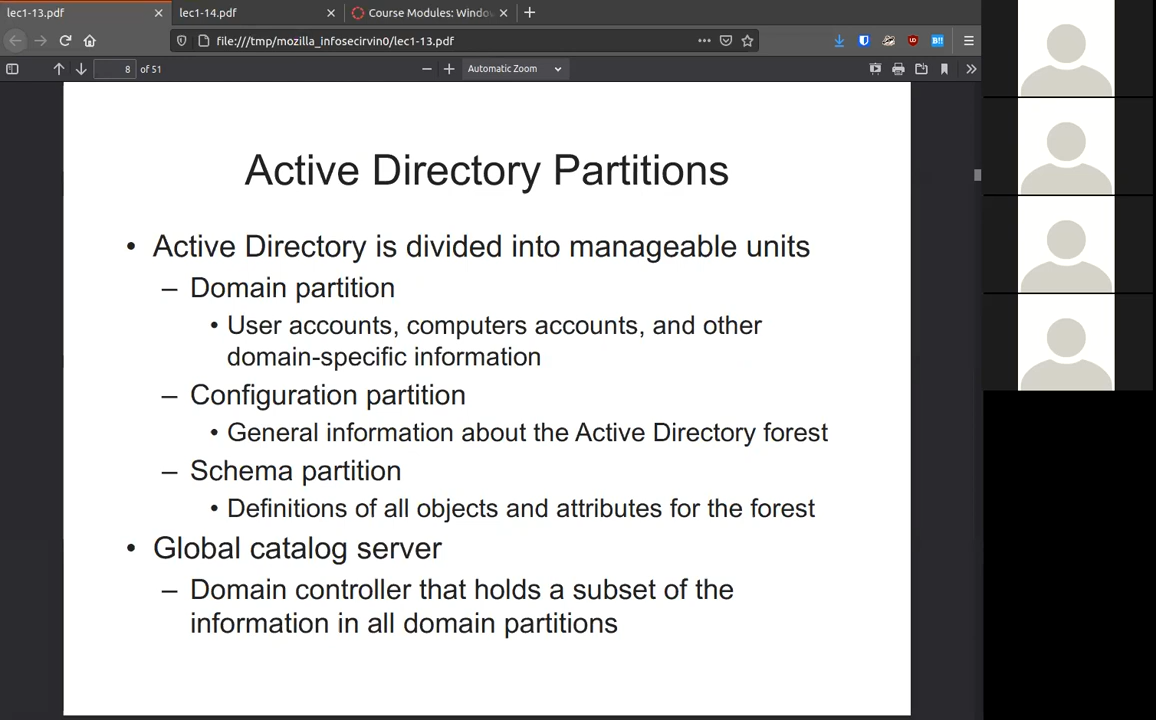 lec1-13.pdf
lec1-14.pdf
Course Modules: Windo
file:///tmp/mozilla_infosecirvin0/lec1-13.pdf
8 of 51
Automatic Zoom
Active Directory Partitions
• Active Directory is divided into manageable units
– Domain partition
• User accounts, computers accounts, and other
domain-specific information
– Configuration partition
• General information about the Active Directory forest
– Schema partition
• Definitions of all objects and attributes for the forest
• Global catalog server
– Domain controller that holds a subset of the
information in all domain partitions